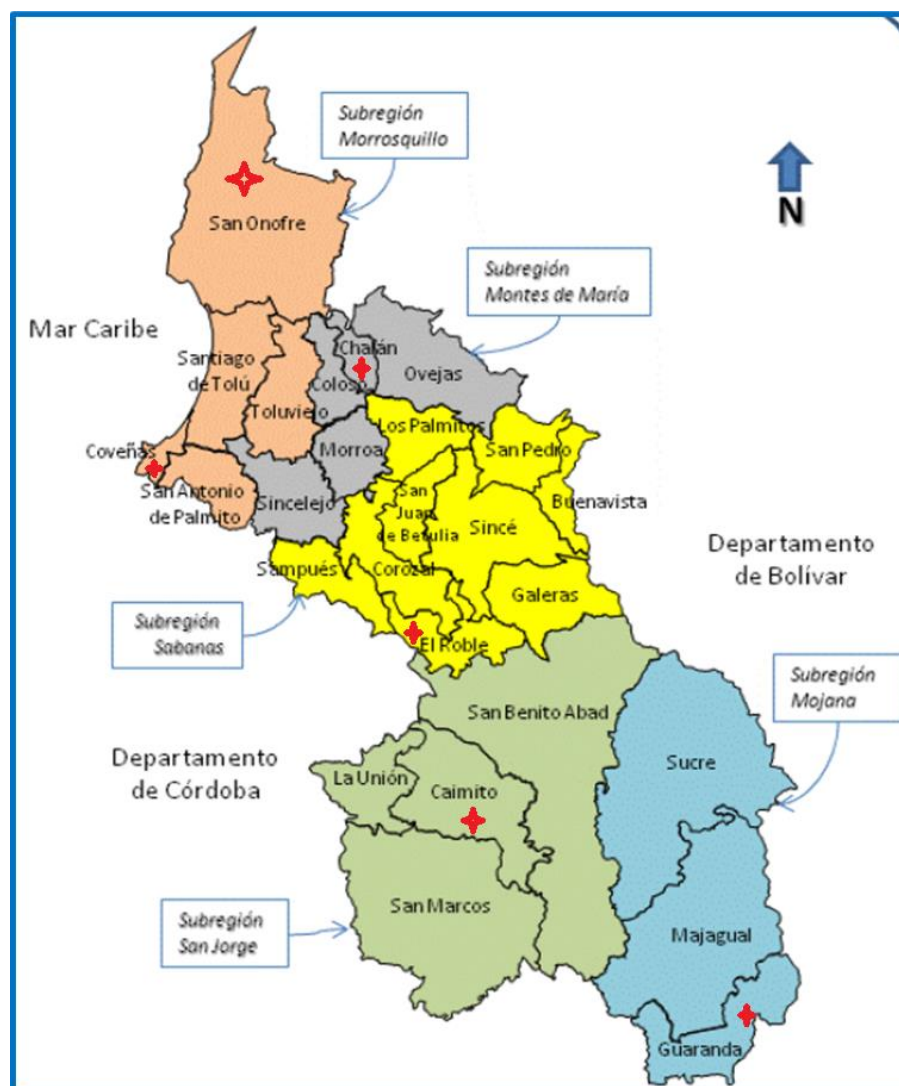 Subregión
Morrosquillo
N
San Onofre
Subregión
Montes de María
Mar Caribe
Santiago
de Tolú
Toluviejo
Chalán
Coloso
Ovejas
Coveñas
San Antonio
de Palmito
Sincelejo
Morroa
Los Palmitos
San Pedro
Buenavista
San
Juan
de Betulia
Sincé
Sampués
Corozal
Galeras
El Roble
Departamento
de Bolívar
Subregión
Sabanas
Subregión
Mojana
San Benito Abad
Departamento
de Córdoba
La Unión
Caimito
Sucre
San Marcos
Majagual
Subregión
San Jorge
Guaranda